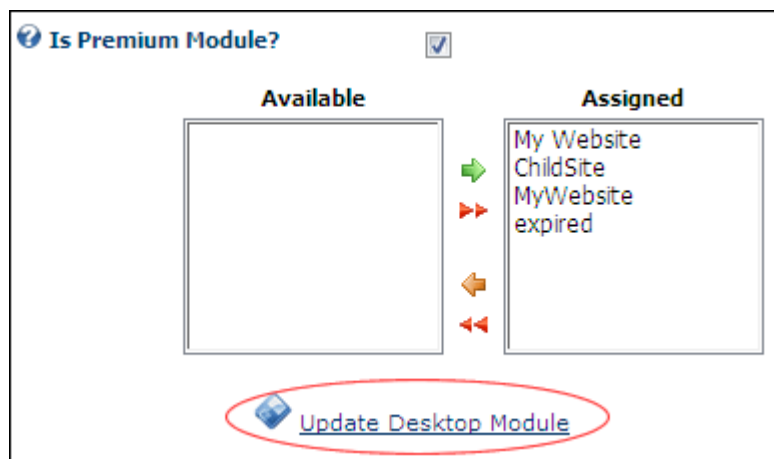 Is Premium Module?
Available
Assigned
My Website
ChildSite
MyWebsite
expired
Update Desktop Module